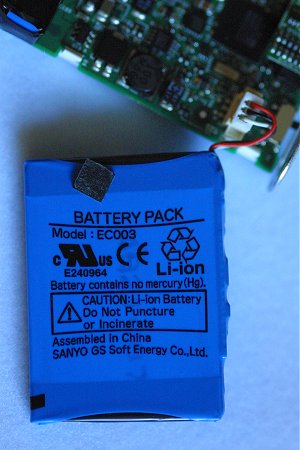 BATTERY PACK
Model : EC003
c RU us CE
E240964
Li-ion
Battery contains no mercury(Hg).
CAUTION: Li-ion Battery
Do Not Puncture
or Incinerate
Assembled in China
SANYO GS Soft Energy Co.,Ltd.